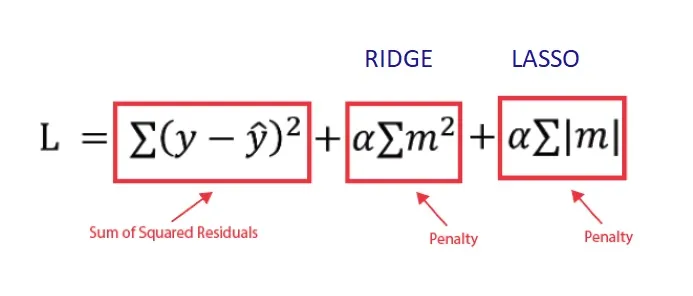 RIDGE LASSO
L = ∑(y − ŷ)² + α∑m² + α∑|m|
Sum of Squared Residuals Penalty Penalty